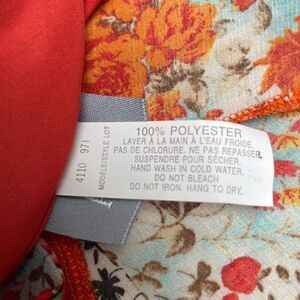 100% POLYESTER
LAVER À LA MAIN À L'EAU FROIDE.
PAS DE CHLORURE. NE PAS REPASSER.
SUSPENDRE POUR SÉCHER.
HAND WASH IN COLD WATER.
DO NOT BLEACH
DO NOT IRON. HANG TO DRY.
4110 971
MODÈLE/STYLE LOT